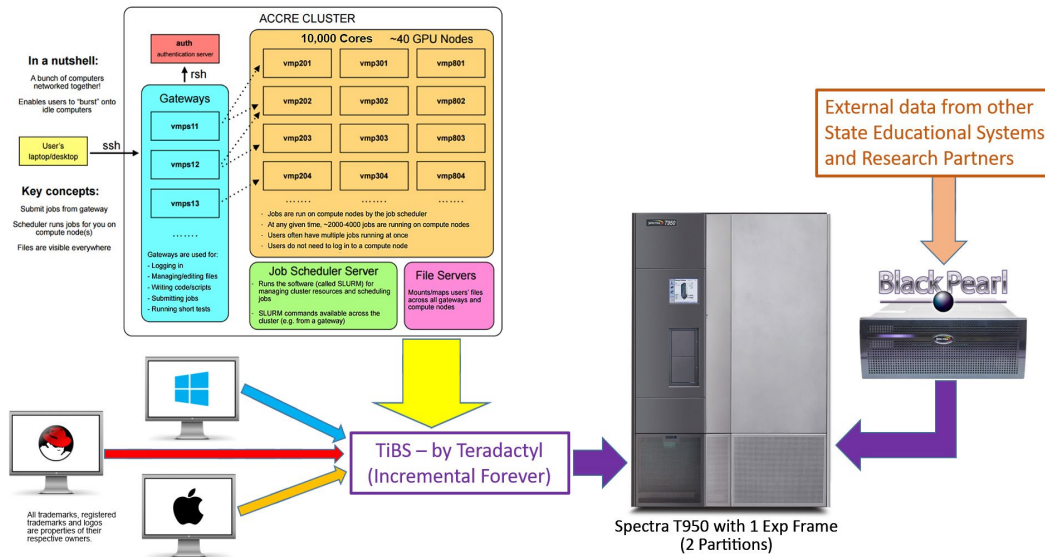 ACCRE CLUSTER
auth
authentication server
rsh
In a nutshell:
A bunch of computers
networked together!
Enables users to "burst" onto
idle computers
User's
laptop/desktop
ssh
Key concepts:
Submit jobs from gateway
Scheduler runs jobs for you on
compute node(s)
Files are visible everywhere
Gateways
vmps11
vmps12
vmps13
.......
Gateways are used for:
- Logging in
- Managing/editing files
- Writing code/scripts
- Submitting jobs
- Running short tests
10,000 Cores ~40 GPU Nodes
vmp201 vmp301 vmp801
vmp202 vmp302 vmp802
vmp203 vmp303 vmp803
vmp204 vmp304 vmp804
....... ....... .......
· Jobs are run on compute nodes by the job scheduler
· At any given time, ~2000-4000 jobs are running on compute nodes
· Users often have multiple jobs running at once
· Users do not need to log in to a compute node
Job Scheduler Server
· Runs the software (called SLURM) for
managing cluster resources and scheduling
jobs
· SLURM commands available across the
cluster (e.g. from a gateway)
File Servers
Mounts/maps users' files
across all gateways and
compute nodes
External data from other
State Educational Systems
and Research Partners
Black Pearl
T950
TiBS – by Teradactyl
(Incremental Forever)
All trademarks, registered
trademarks and logos
are properties of their
respective owners.
Spectra T950 with 1 Exp Frame
(2 Partitions)